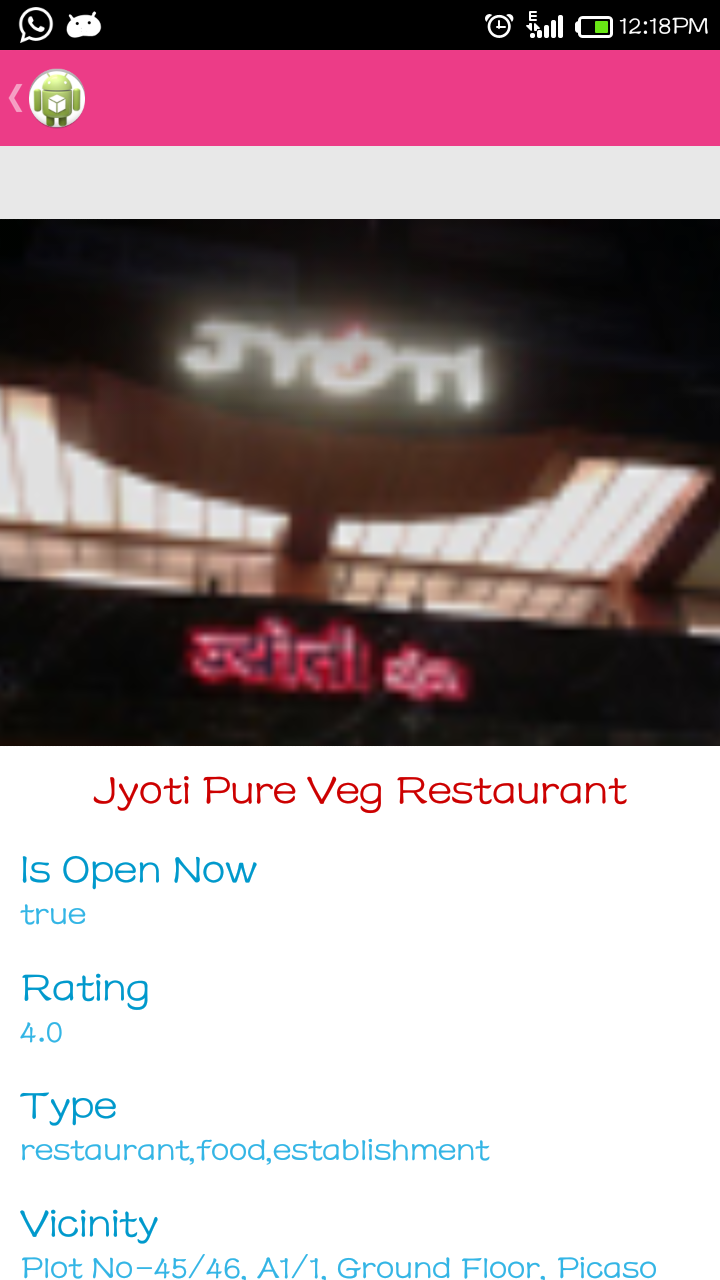 E
12:18PM
JYOTI
ज्योती
Jyoti Pure Veg Restaurant
Is Open Now
true
Rating
4.0
Type
restaurant,food,establishment
Vicinity
Plot No-45/46, A1/1, Ground Floor, Picaso